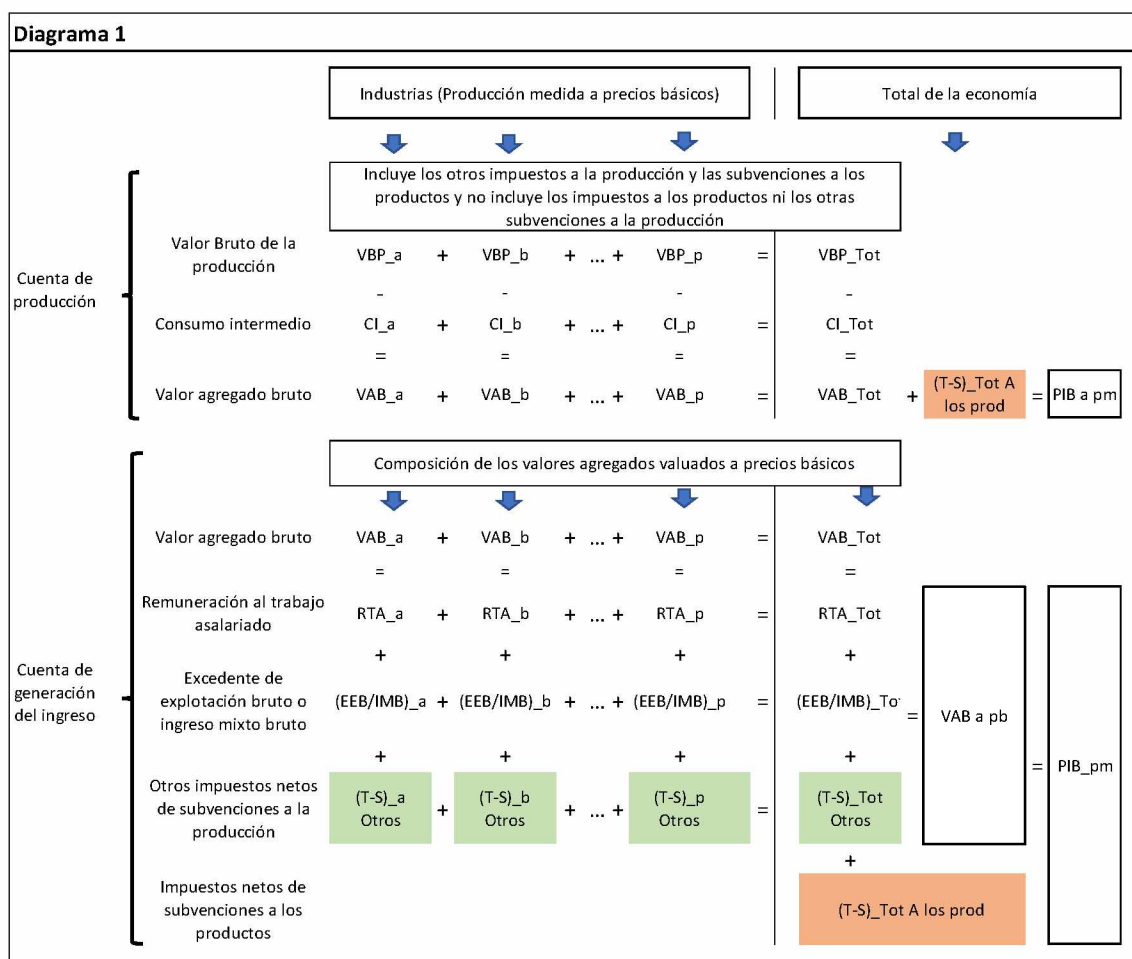 Diagrama 1
Industrias (Producción medida a precios básicos)
Total de la economía
Incluye los otros impuestos a la producción y las subvenciones a los
productos y no incluye los impuestos a los productos ni los otras
subvenciones a la producción
Cuenta de
producción
Valor Bruto de la
producción
VBP_a + VBP_b + ... + VBP_p = VBP_Tot
- - - -
Consumo intermedio
CI_a + CI_b + ... + CI_p = CI_Tot
= = = =
Valor agregado bruto
VAB_a + VAB_b + ... + VAB_p = VAB_Tot +
(T-S)_Tot A
los prod
= PIB a pm
Composición de los valores agregados valuados a precios básicos
Cuenta de
generación
del ingreso
Valor agregado bruto
VAB_a + VAB_b + ... + VAB_p = VAB_Tot
= = = =
Remuneración al trabajo
asalariado
RTA_a + RTA_b + ... + RTA_p = RTA_Tot
+ + + +
Excedente de
explotación bruto o
ingreso mixto bruto
(EEB/IMB)_a + (EEB/IMB)_b + ... + (EEB/IMB)_p = (EEB/IMB)_To = VAB a pb = PIB_pm
+ + + +
Otros impuestos netos
de subvenciones a la
producción
(T-S)_a + (T-S)_b + ... + (T-S)_p = (T-S)_Tot
Otros Otros Otros Otros
+
Impuestos netos de
subvenciones a los
productos
(T-S)_Tot A los prod